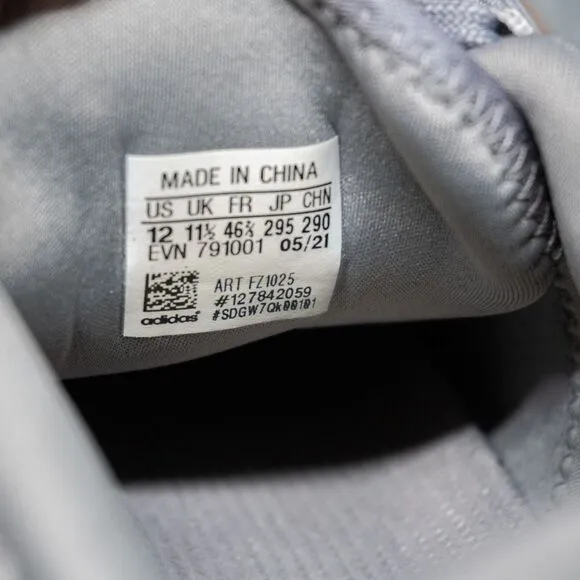 MADE IN CHINA
US UK FR JP CHN
12 11½ 46⅔ 295 290
EVN 791001 05/21
ART FZ1025
#127842059
adidas #SDGW7Qk00101